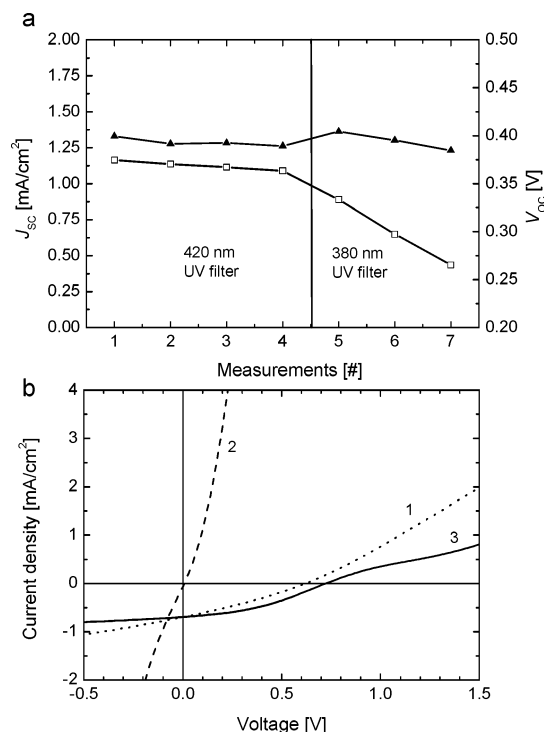 a
2.00
1.75
1.50
1.25
1.00
0.75
0.50
0.25
0.00
J_SC [mA/cm²]
0.50
0.45
0.40
0.35
0.30
0.25
0.20
V_OC [V]
420 nm
UV filter
380 nm
UV filter
1 2 3 4 5 6 7
Measurements [#]
b
4
3
2
1
0
-1
-2
Current density [mA/cm²]
2
1
3
-0.5 0.0 0.5 1.0 1.5
Voltage [V]